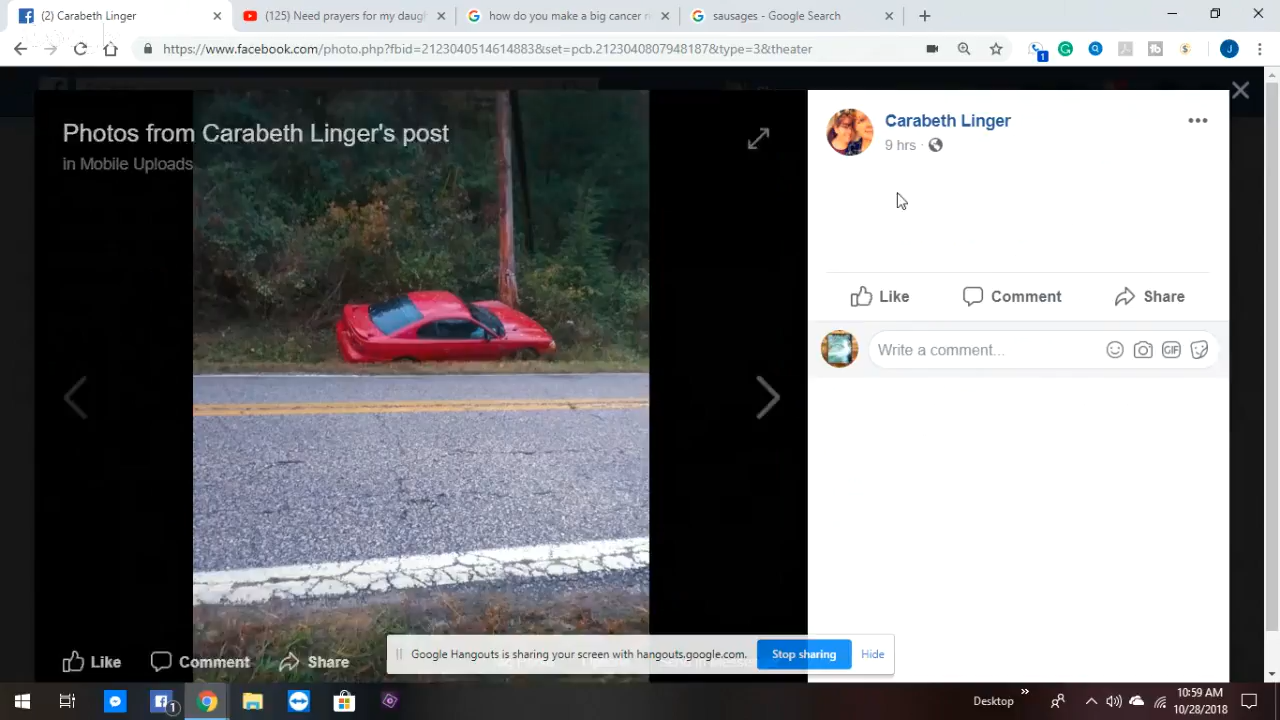 (2) Carabeth Linger
(125) Need prayers for my daugh
how do you make a big cancer n
sausages - Google Search
https://www.facebook.com/photo.php?fbid=2123040514614883&set=pcb.2123040807948187&type=3&theater
1
J
Photos from Carabeth Linger's post
in Mobile Uploads
Carabeth Linger
9 hrs
Like
Comment
Share
Write a comment...
GIF
Like
Comment
Share
Google Hangouts is sharing your screen with hangouts.google.com.
Stop sharing
Hide
1
Desktop
10:59 AM
10/28/2018